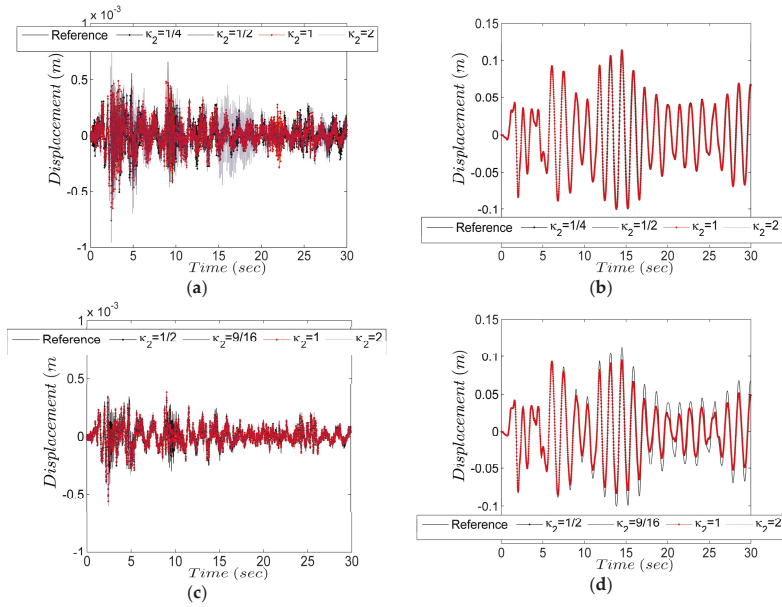 x 10 -3
1
Reference κ2=1/4 κ2=1/2 κ2=1 κ2=2
0.5
0
-0.5
-1
Displacement (m)
0 5 10 15 20 25 30
Time (sec)
(a)
0.15
0.1
0.05
0
-0.05
-0.1
Displacement (m)
Reference κ2=1/4 κ2=1/2 κ2=1 κ2=2
0 5 10 15 20 25 30
Time (sec)
(b)
x 10 -3
1
Reference κ2=1/2 κ2=9/16 κ2=1 κ2=2
0.5
0
-0.5
-1
Displacement (m
0 5 10 15 20 25 30
Time (sec)
(c)
0.15
0.1
0.05
0
-0.05
-0.1
Displacement (m)
Reference κ2=1/2 κ2=9/16 κ2=1 κ2=2
0 5 10 15 20 25 30
Time (sec)
(d)